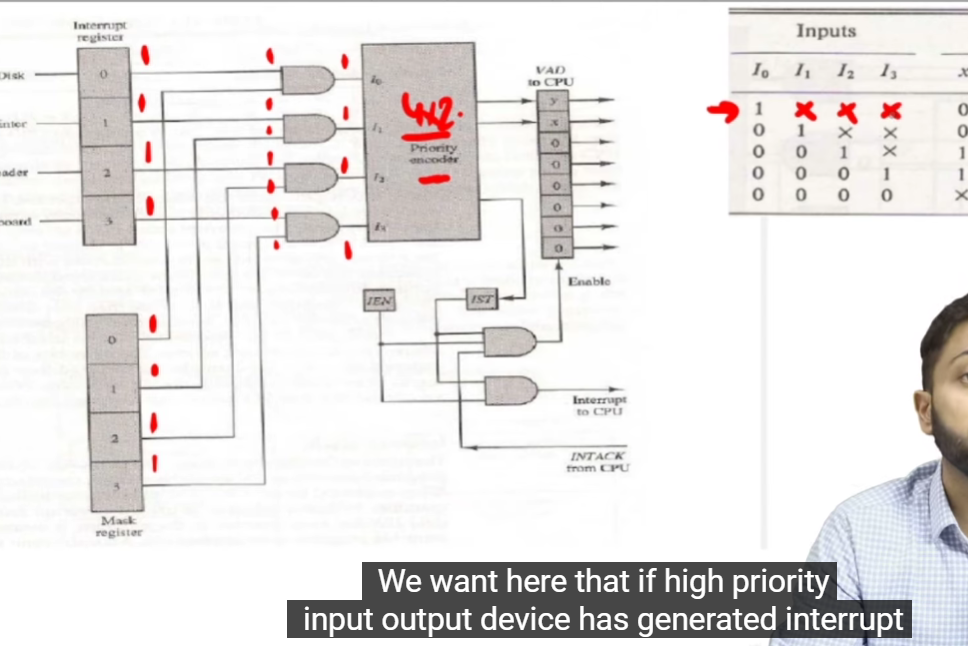 Interrupt
register
Disk
0
1
2
3
I₀
I₁
I₂
I₃
4x2.
Priority
encoder
VAD
to CPU
y
x
0
0
0
0
0
0
Enable
IEN
IST
Interrupt
to CPU
INTACK
from CPU
0
1
2
3
Mask
register
Inputs
I₀ I₁ I₂ I₃ x
1 × × × 0
0 1 × × 0
0 0 1 × 1
0 0 0 1 1
0 0 0 0 ×
We want here that if high priority
input output device has generated interrupt